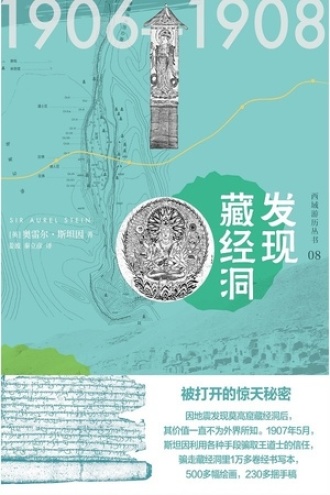 1906-1908
SIR AUREL STEIN
[英] 奥雷尔·斯坦因 著
发现
藏经洞
西域游历丛书
08
被打开的惊天秘密
因地震发现莫高窟藏经洞后，
其价值一直不为外界所知。1907年5月，
斯坦因利用各种手段骗取王道士的信任，
骗走藏经洞里1万多卷经书写本，
500多幅绘画，230多捆手稿